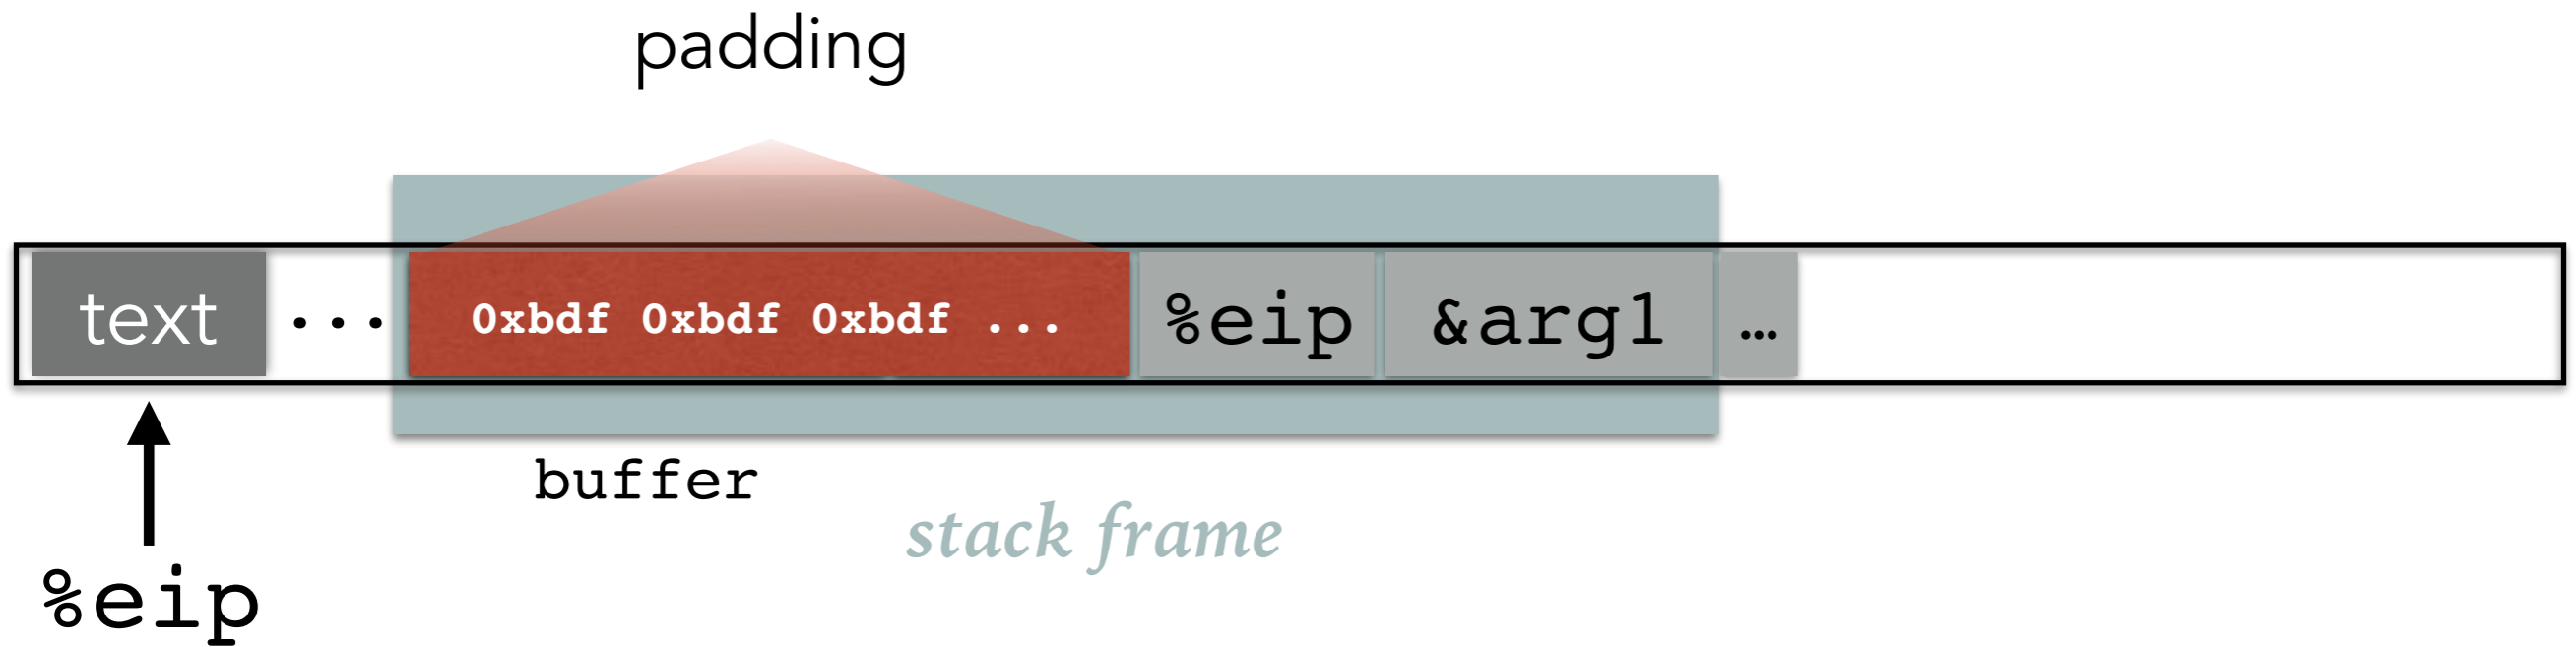 padding
text ... 0xbdf 0xbdf 0xbdf ... %eip &arg1 …
buffer
stack frame
%eip